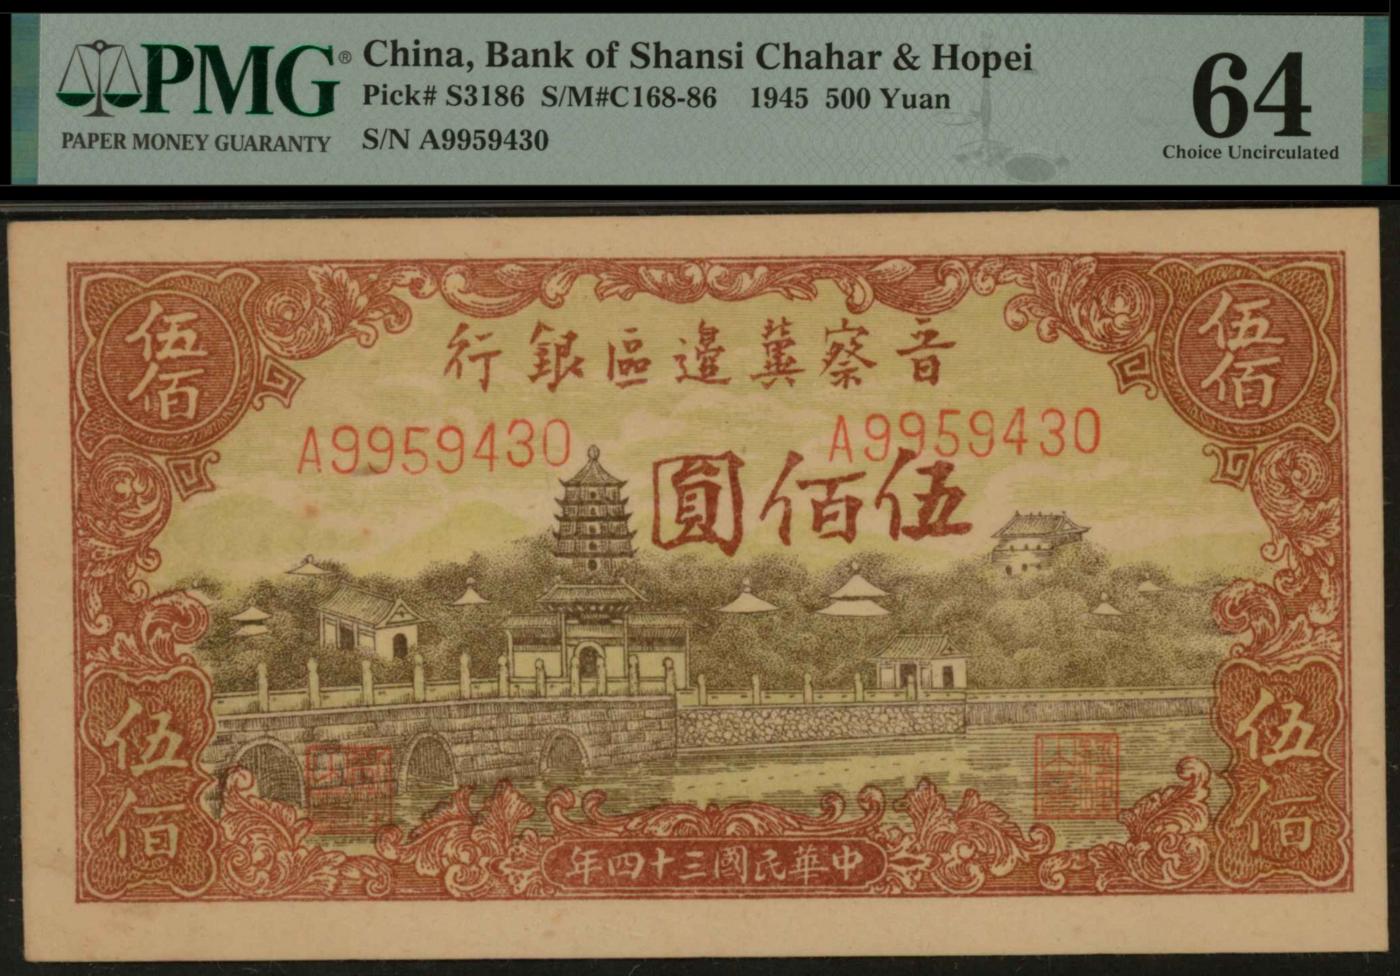 PMG®
PAPER MONEY GUARANTY
China, Bank of Shansi Chahar & Hopei
Pick# S3186 S/M#C168-86 1945 500 Yuan
S/N A9959430
64
Choice Uncirculated
伍佰
伍佰
行銀區邊冀察晉
A9959430
A9959430
圓佰伍
伍佰
伍佰
年四十三國民華中